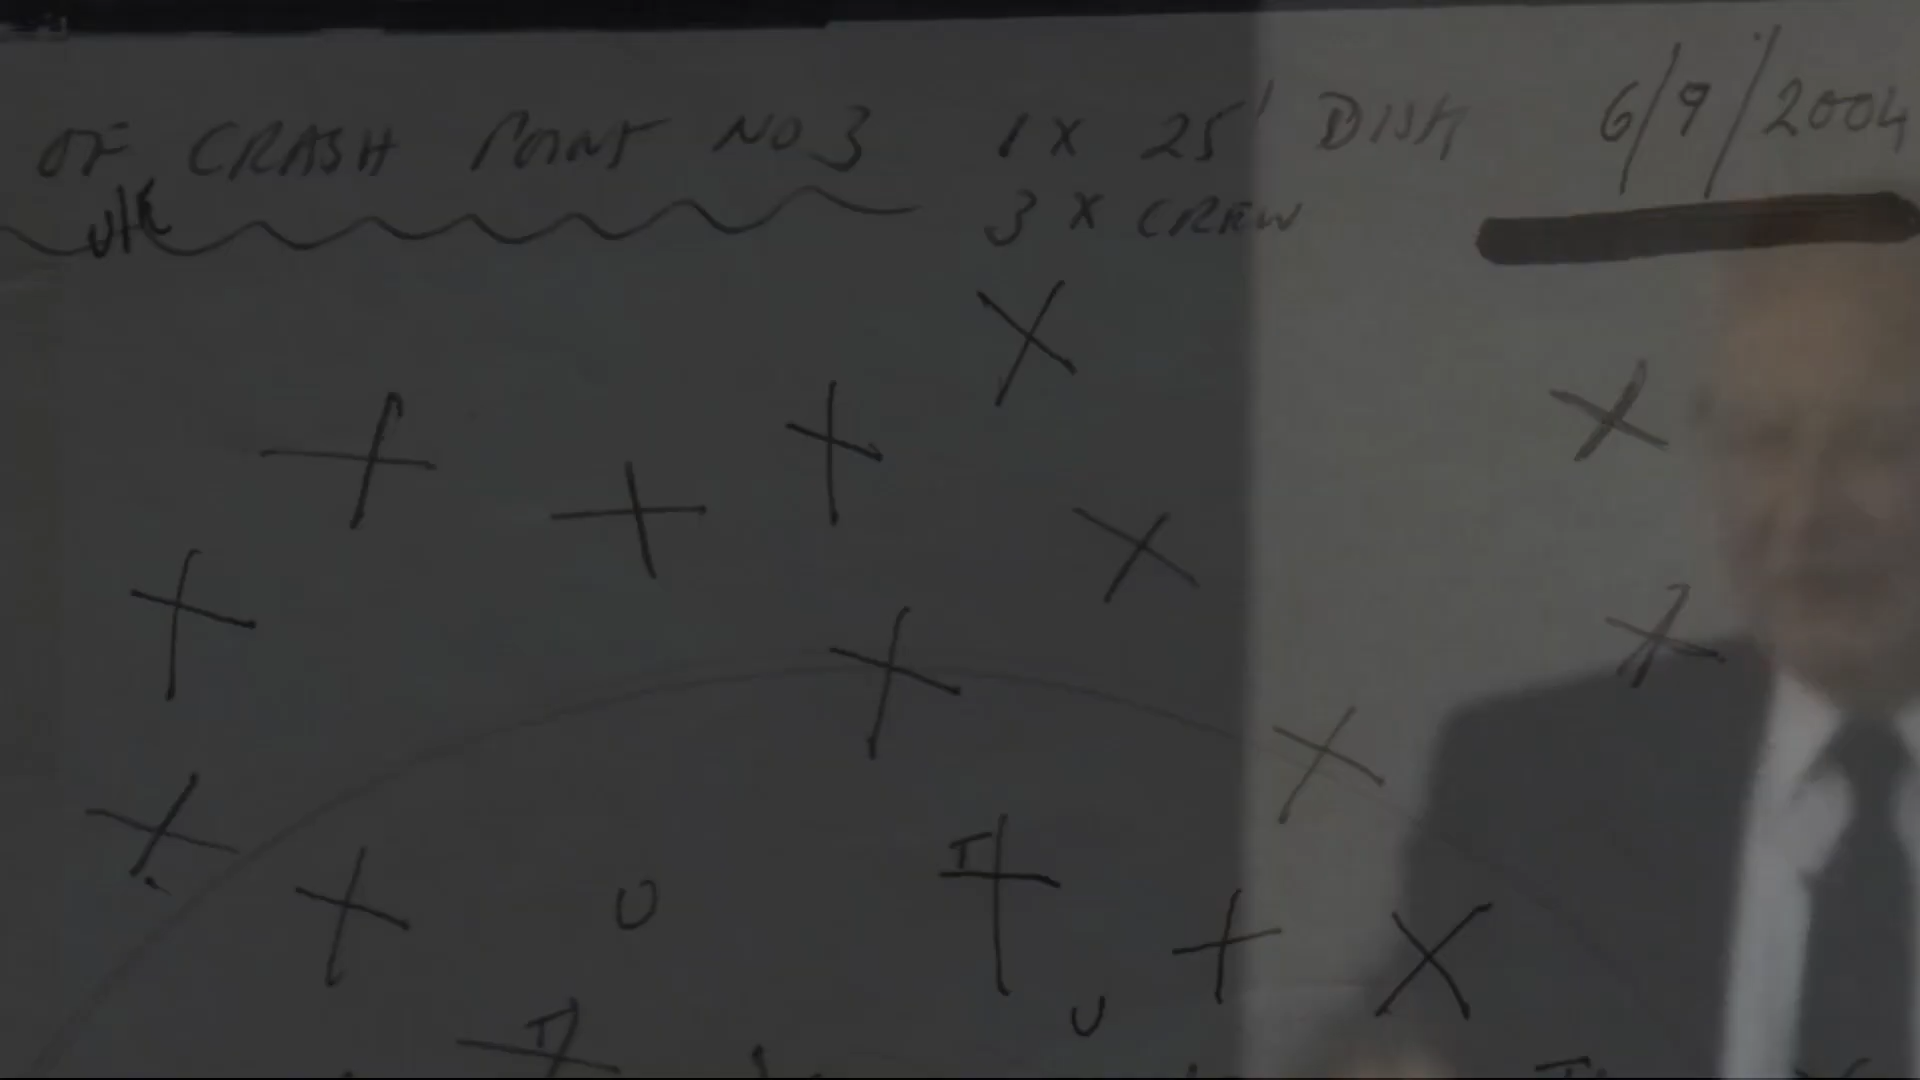 OF CRASH POINT NO 3 1 X 25' DISK 6/9/2004
3 X CREW
U
T
U
T
T